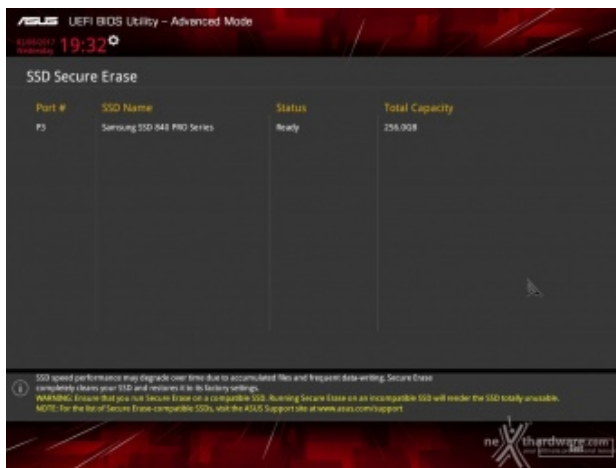 ASUS UEFI BIOS Utility – Advanced Mode
Wednesday 19:32
SSD Secure Erase
Port # SSD Name Status Total Capacity
P3 Samsung SSD 840 PRO Series Ready 256.0GB
SSD speed performance may degrade over time due to accumulated files and frequent data-writing. Secure Erase
completely cleans your SSD and restores it to its factory settings.
WARNING: Ensure that you run Secure Erase on a compatible SSD. Running Secure Erase on an incompatible SSD will render the SSD totally unusable.
NOTE: For the list of Secure Erase-compatible SSDs, visit the ASUS Support site at www.asus.com/support
nexthardware.com